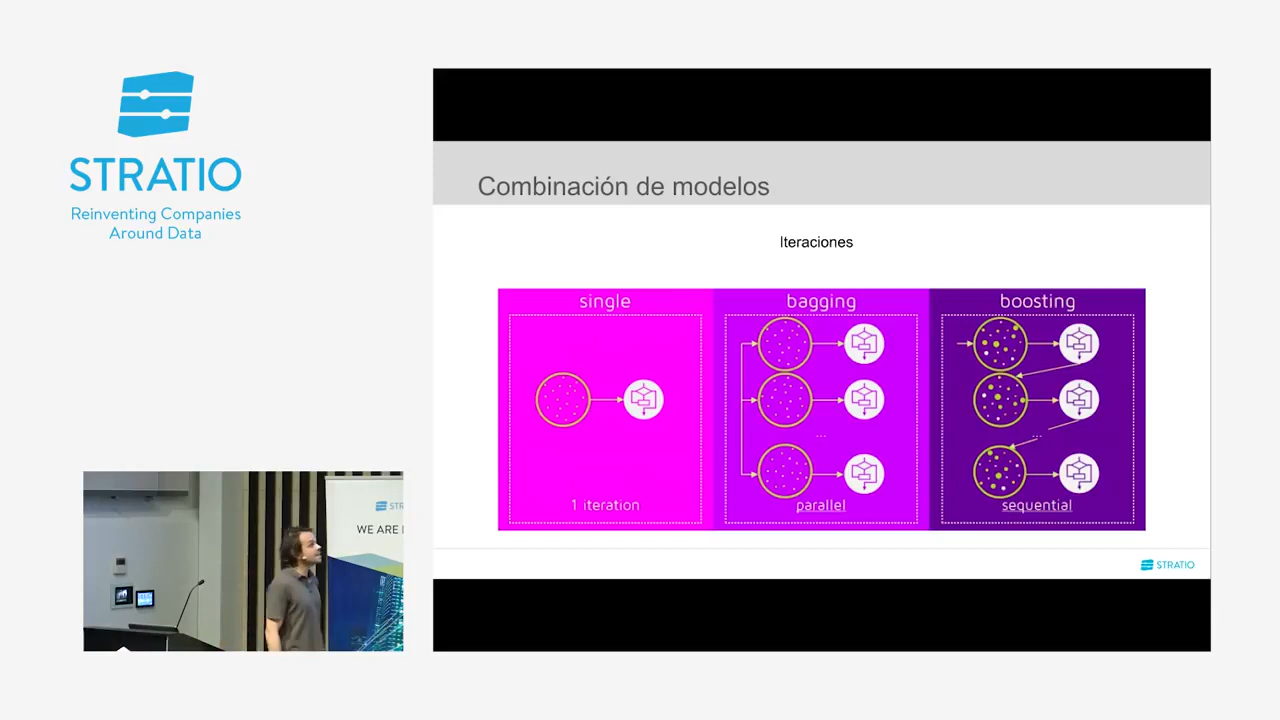 STRATIO
Reinventing Companies
Around Data
Combinación de modelos
Iteraciones
single
bagging
boosting
...
...
1 iteration
parallel
sequential
STRATIO
STR
WE ARE